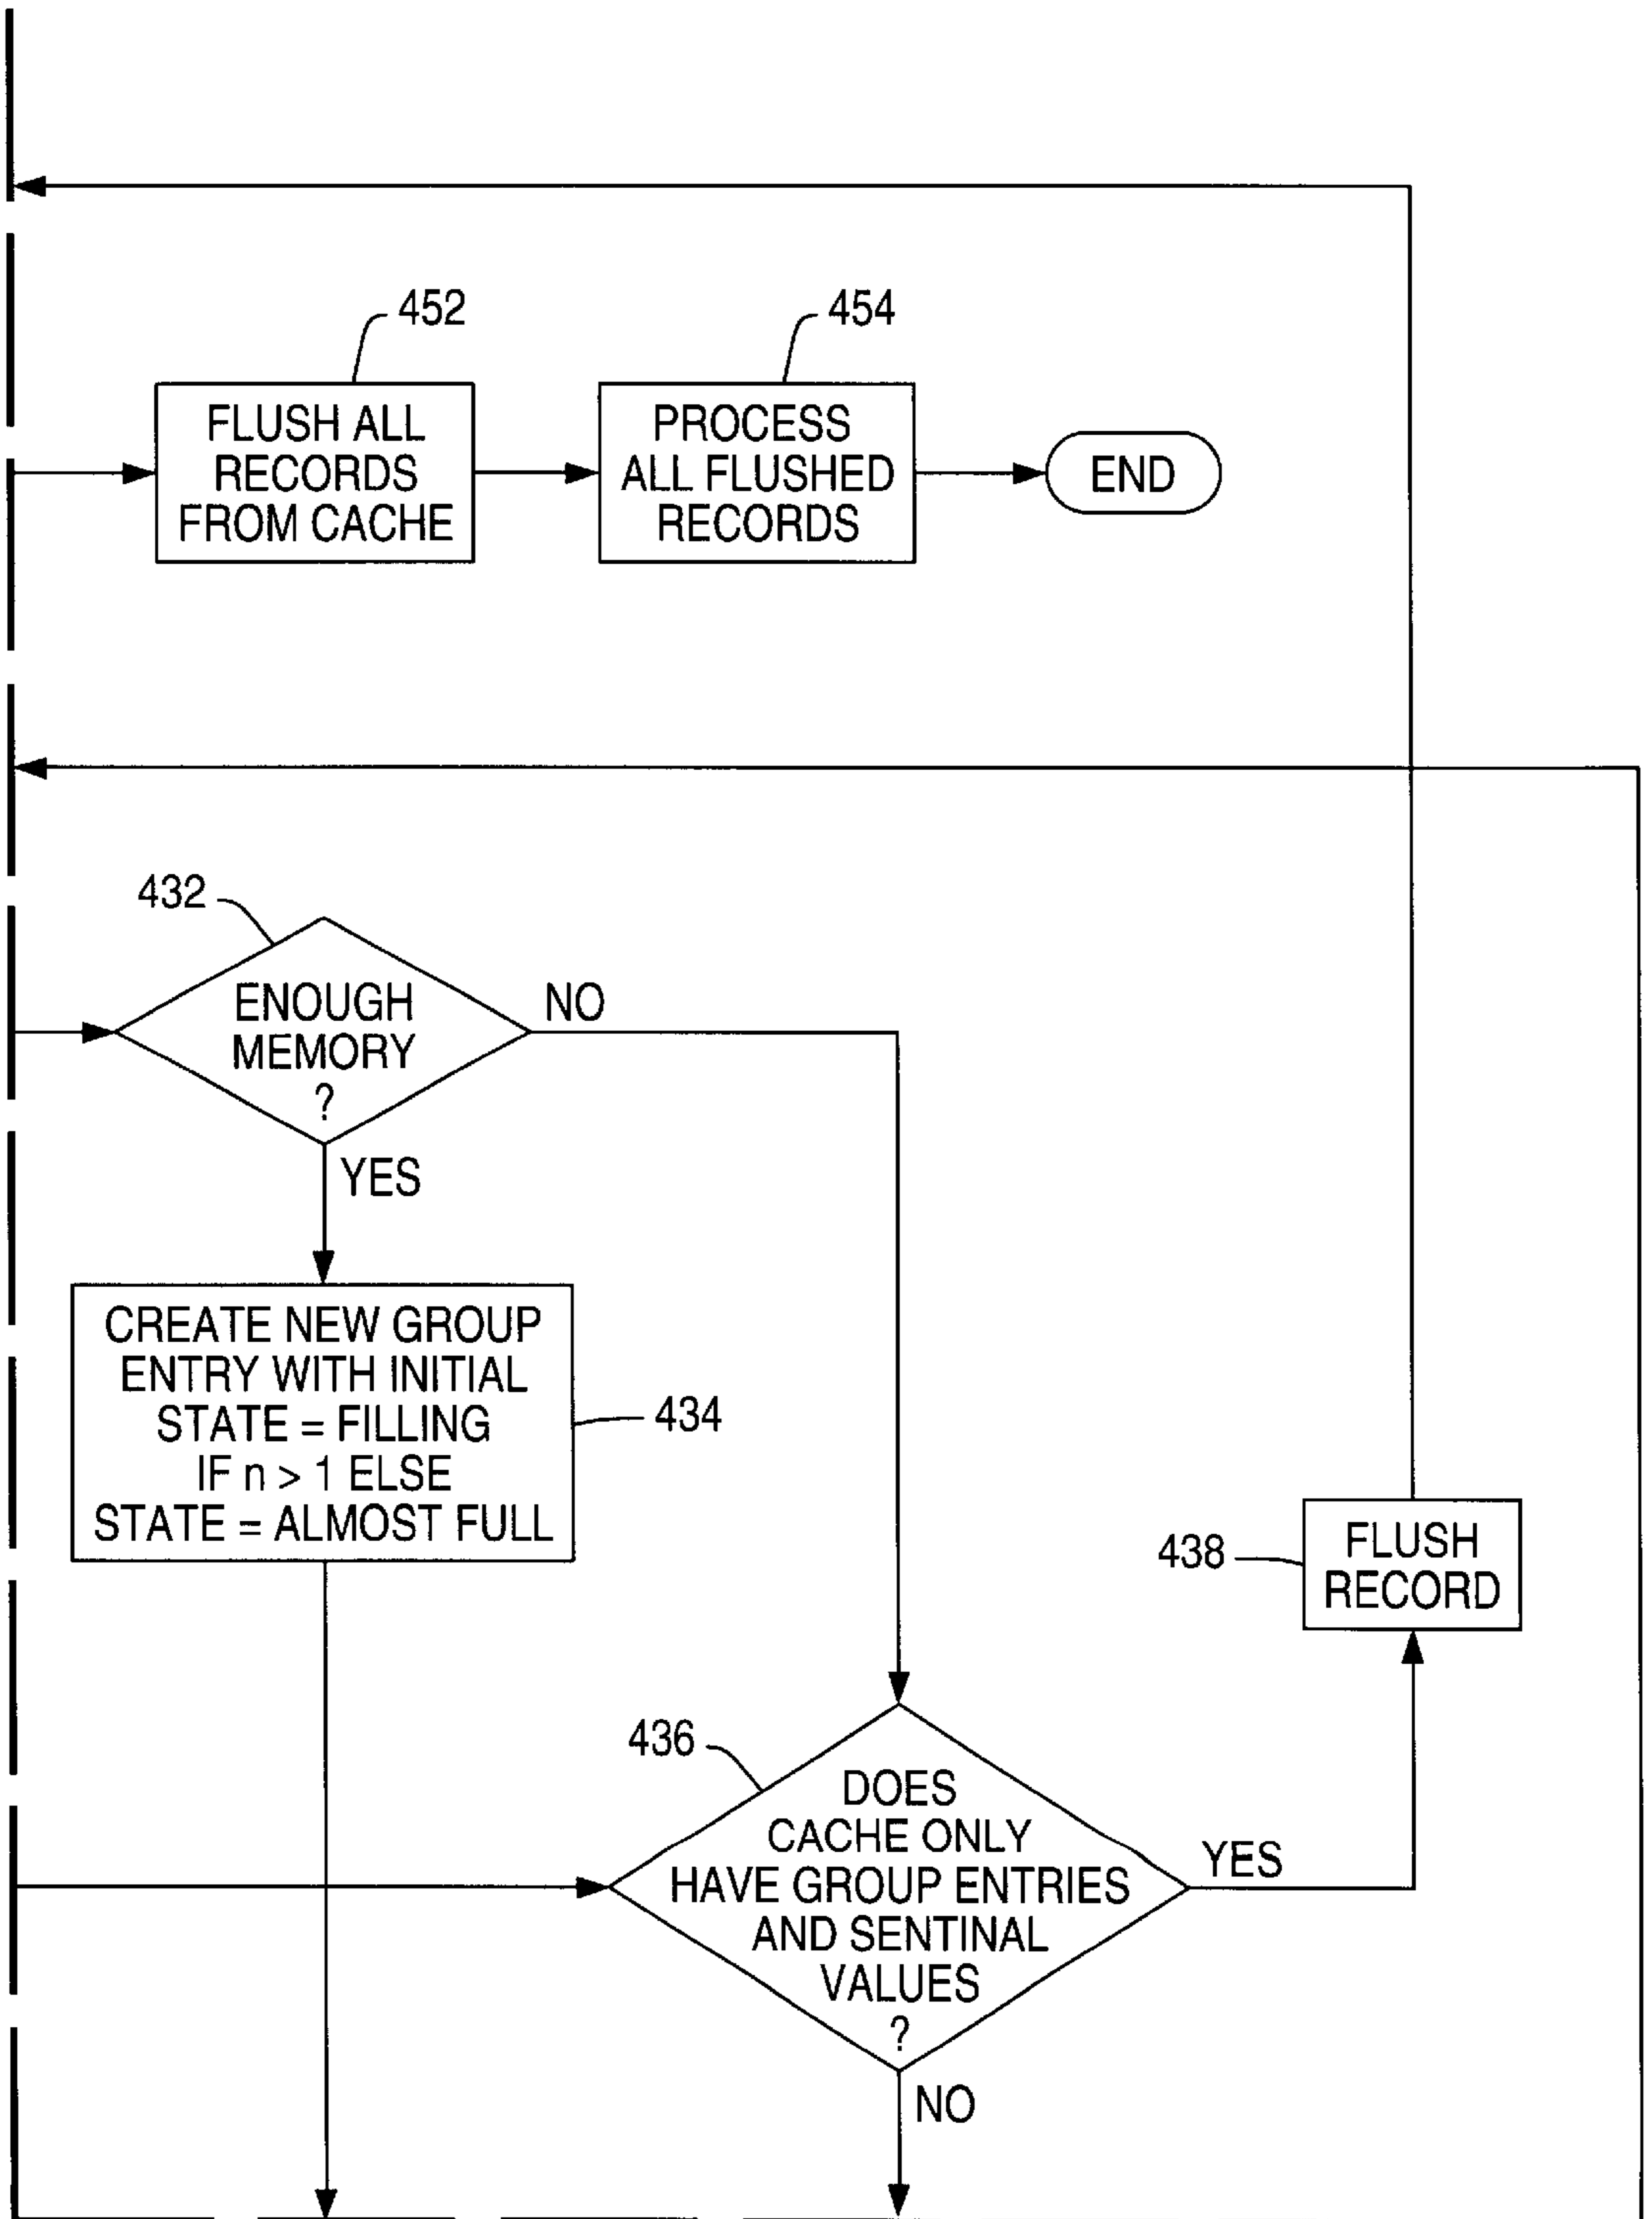 452
454
FLUSH ALL
RECORDS
FROM CACHE
PROCESS
ALL FLUSHED
RECORDS
END
432
ENOUGH
MEMORY
?
NO
YES
CREATE NEW GROUP
ENTRY WITH INITIAL
STATE = FILLING
IF n > 1 ELSE
STATE = ALMOST FULL
434
438
FLUSH
RECORD
436
DOES
CACHE ONLY
HAVE GROUP ENTRIES
AND SENTINAL
VALUES
?
YES
NO